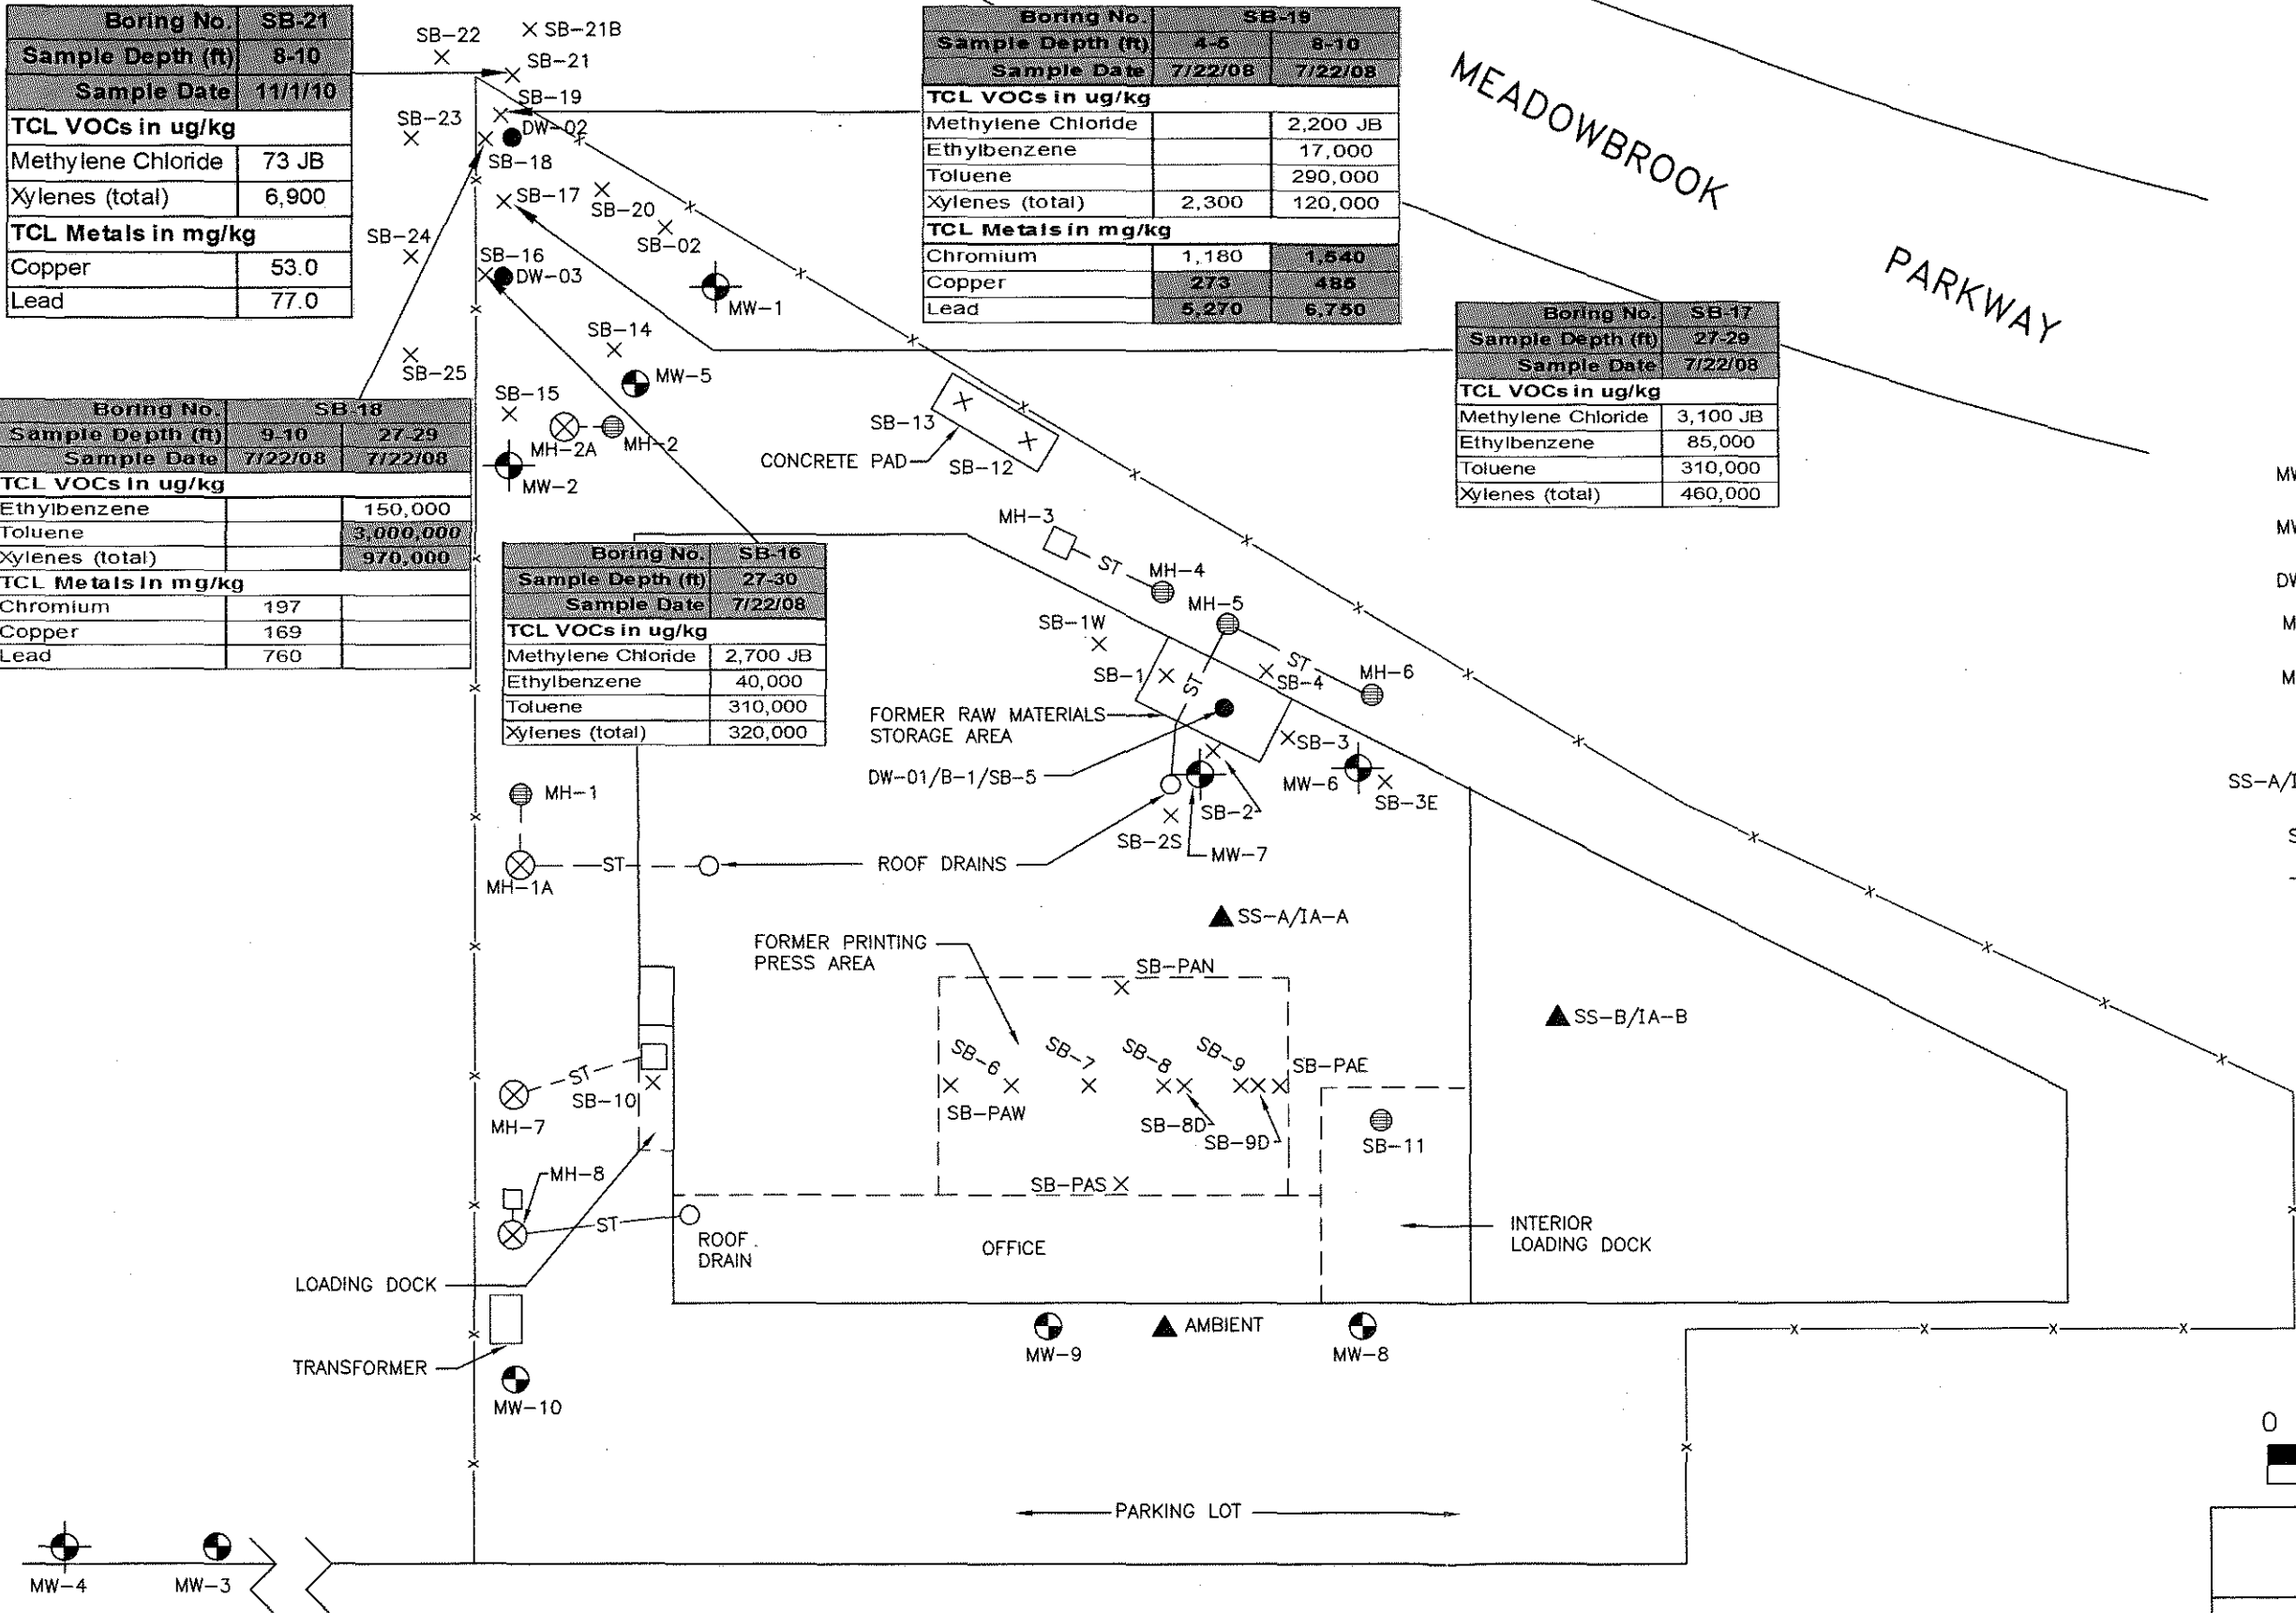 Boring No. SB-21
Sample Depth (ft) 8-10
Sample Date 11/1/10
TCL VOCs in ug/kg
Methylene Chloride 73 JB
Xylenes (total) 6,900
TCL Metals in mg/kg
Copper 53.0
Lead 77.0
SB-22
SB-21B
SB-21
SB-19
SB-23
DW-02
SB-18
SB-17
SB-20
SB-24
SB-02
SB-16
DW-03
MW-1
SB-14
SB-25
MW-5
SB-15
MH-2A
MH-2
MW-2
Boring No. SB-19
Sample Depth (ft) 4-5 8-10
Sample Date 7/22/08 7/22/08
TCL VOCs in ug/kg
Methylene Chloride 2,200 JB
Ethylbenzene 17,000
Toluene 290,000
Xylenes (total) 2,300 120,000
TCL Metals in mg/kg
Chromium 1,180 1,540
Copper 273 485
Lead 5,270 6,750
MEADOWBROOK
PARKWAY
Boring No. SB-17
Sample Depth (ft) 27-29
Sample Date 7/22/08
TCL VOCs in ug/kg
Methylene Chloride 3,100 JB
Ethylbenzene 85,000
Toluene 310,000
Xylenes (total) 460,000
Boring No. SB-18
Sample Depth (ft) 9-10 27-29
Sample Date 7/22/08 7/22/08
TCL VOCs in ug/kg
Ethylbenzene 150,000
Toluene 3,000,000
Xylenes (total) 970,000
TCL Metals in mg/kg
Chromium 197
Copper 169
Lead 760
SB-13
SB-12
CONCRETE PAD
Boring No. SB-16
Sample Depth (ft) 27-30
Sample Date 7/22/08
TCL VOCs in ug/kg
Methylene Chloride 2,700 JB
Ethylbenzene 40,000
Toluene 310,000
Xylenes (total) 320,000
MH-3
ST
MH-4
MH-5
SB-1W
SB-1
ST
ST
SB-4
MH-6
FORMER RAW MATERIALS
STORAGE AREA
SB-3
DW-01/B-1/SB-5
MW-6
SB-3E
SB-2
SB-2S
MW-7
MH-1
MH-1A
ST
ROOF DRAINS
SS-A/IA-A
FORMER PRINTING
PRESS AREA
SB-PAN
SS-B/IA-B
SB-6
SB-7
SB-8
SB-9
SB-PAE
SB-PAW
SB-8D
SB-9D
SB-11
SB-PAS
ST
SB-10
MH-7
MH-8
ST
ROOF
DRAIN
OFFICE
INTERIOR
LOADING DOCK
LOADING DOCK
TRANSFORMER
MW-10
MW-9
AMBIENT
MW-8
PARKING LOT
MW-4
MW-3
MW
MW
DW
M
M
SS-A/I
S
0